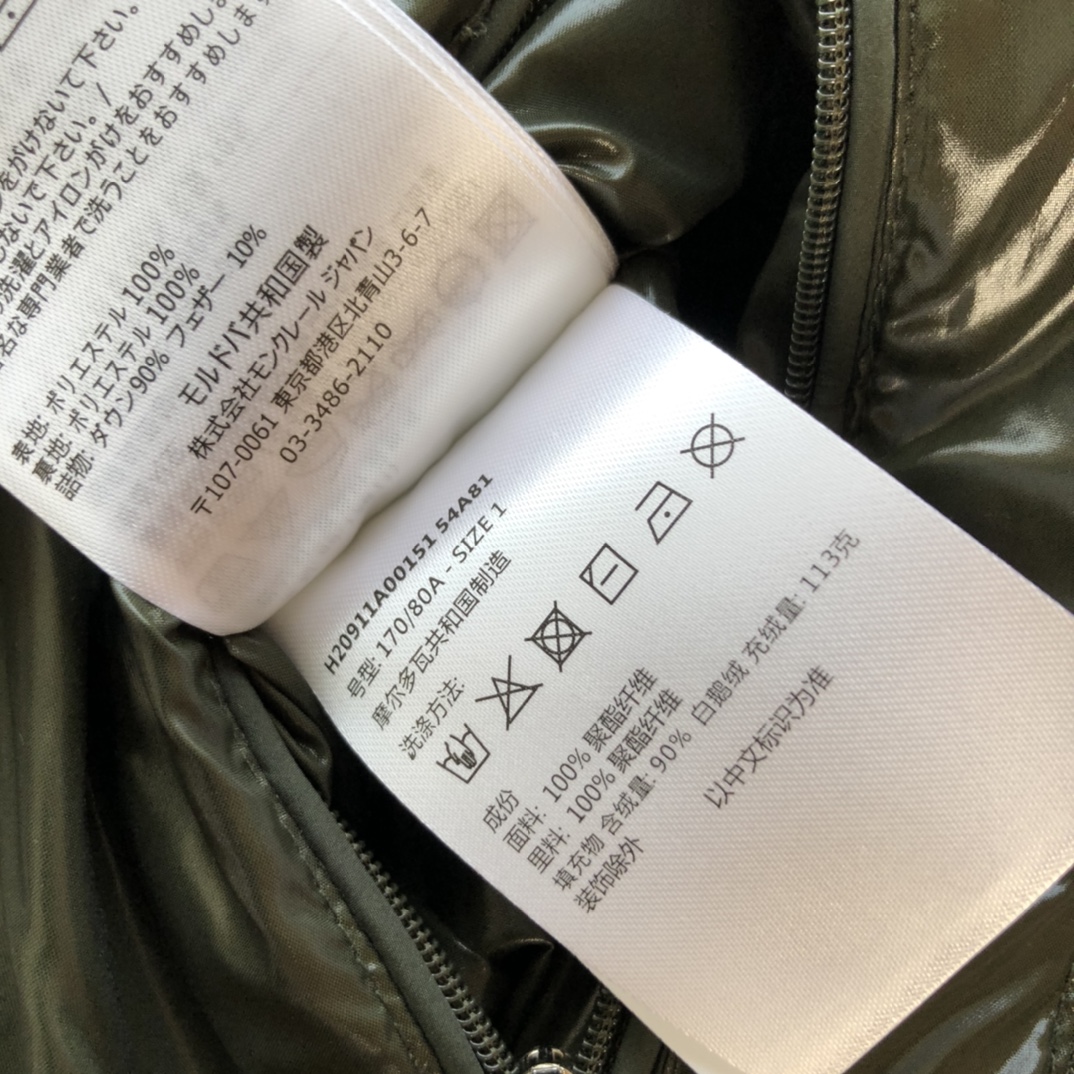 をがけないで下さい。
しないで下さい。/
洗濯とアイロンがけをおすすめし
名な専門業者で洗うことをおすすめします
表地: ポリエステル 100%
裏地: ポリエステル 100%
詰物: ダウン90% フェザー 10%
モルドバ共和国製
株式会社モンクレール ジャパン
〒107-0061 東京都港区北青山3-6-7
03-3486-2110
H20911A00151 54A81
号型: 170/80A - SIZE 1
摩尔多瓦共和国制造
洗涤方法:
成份
面料: 100% 聚酯纤维
里料: 100% 聚酯纤维
填充物 含绒量: 90% 白鹅绒 充绒量: 113克
装饰除外
以中文标识为准